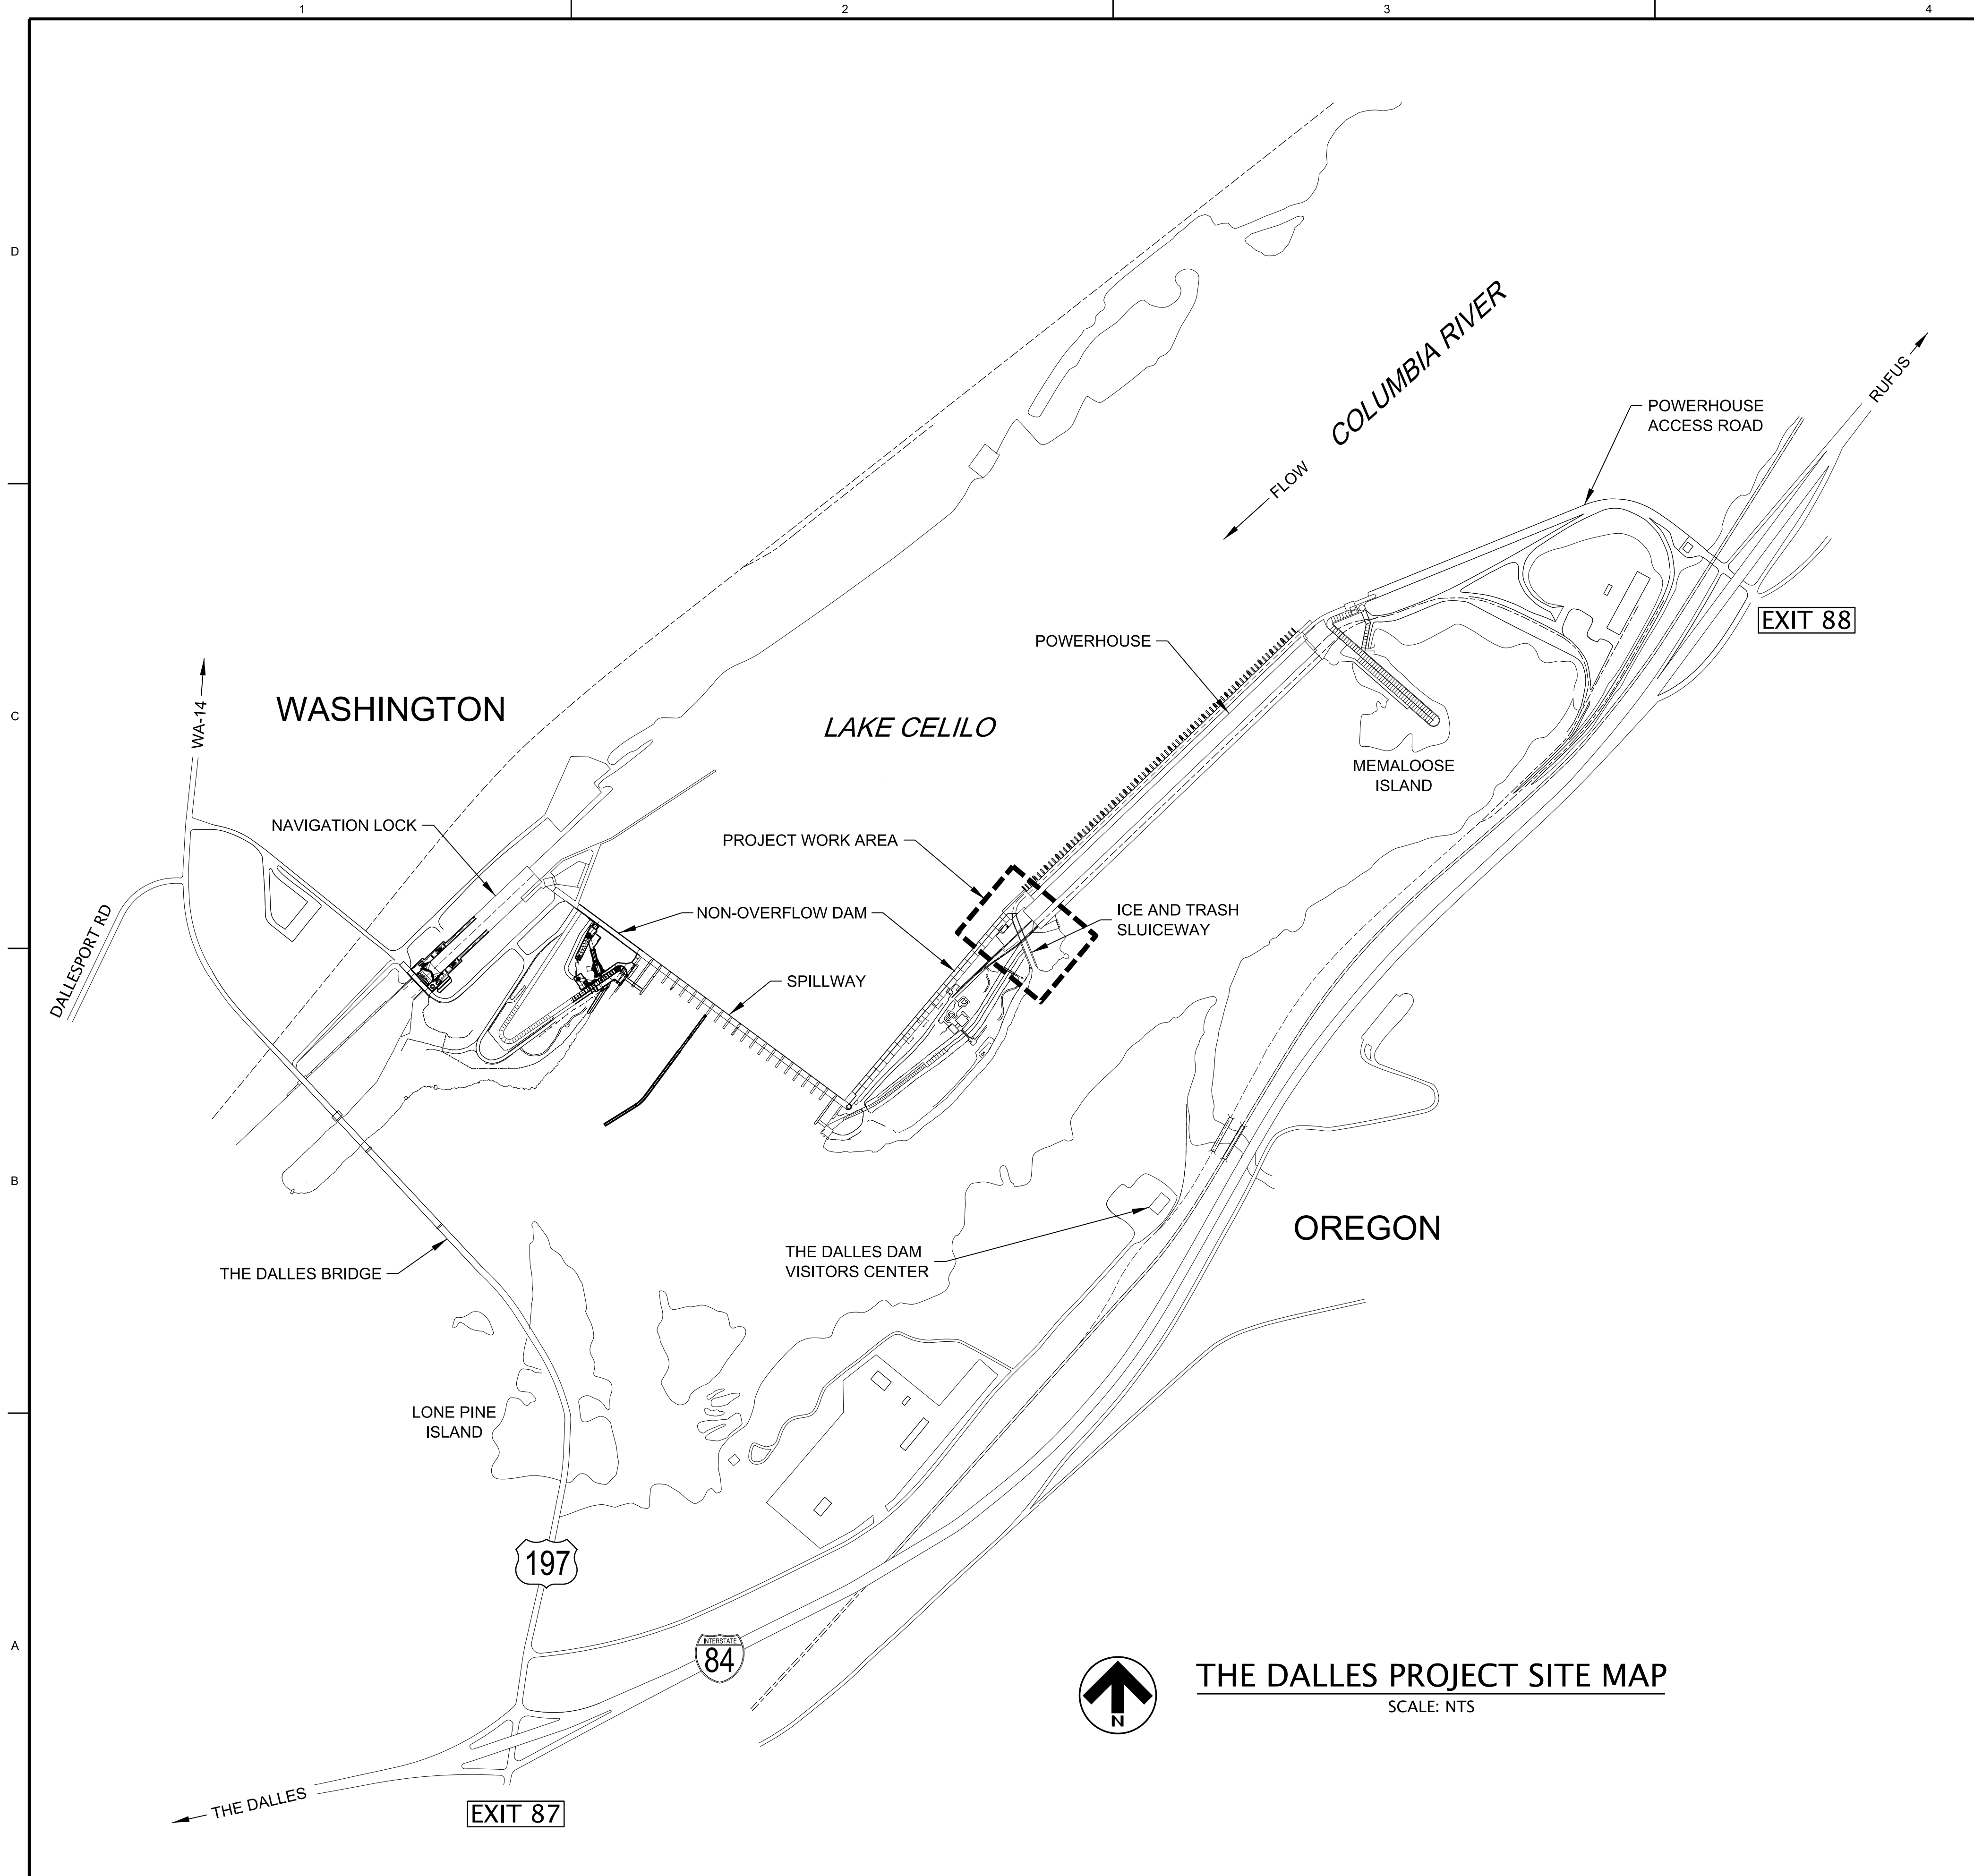 1
2
3
4
D
COLUMBIA RIVER
RUFUS
POWERHOUSE
ACCESS ROAD
FLOW
EXIT 88
POWERHOUSE
WA-14
WASHINGTON
C
LAKE CELILO
MEMALOOSE
ISLAND
NAVIGATION LOCK
PROJECT WORK AREA
NON-OVERFLOW DAM
ICE AND TRASH
SLUICEWAY
DALLESPORT RD
SPILLWAY
B
OREGON
THE DALLES DAM
VISITORS CENTER
THE DALLES BRIDGE
LONE PINE
ISLAND
197
A
INTERSTATE
84
N
THE DALLES PROJECT SITE MAP
SCALE: NTS
THE DALLES
EXIT 87